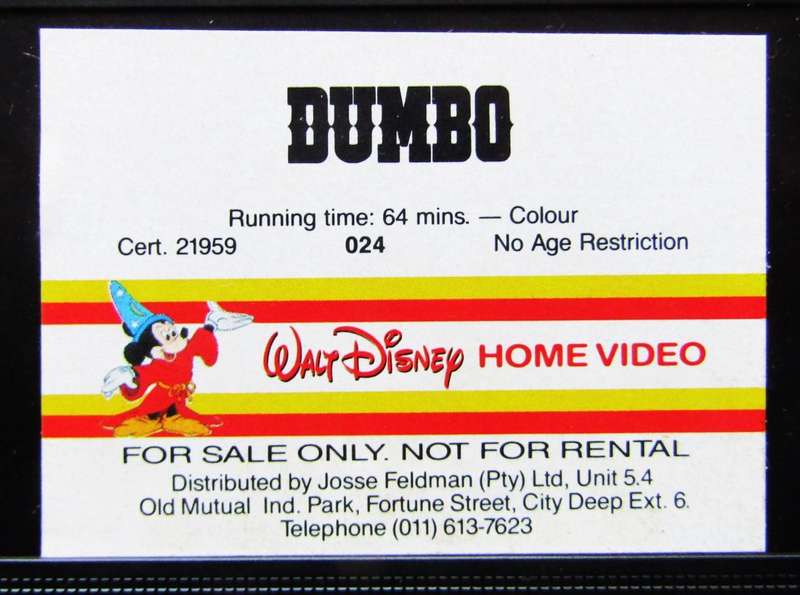 DUMBO
Running time: 64 mins. — Colour
Cert. 21959 024 No Age Restriction
WALT DISNEY HOME VIDEO
FOR SALE ONLY. NOT FOR RENTAL
Distributed by Josse Feldman (Pty) Ltd, Unit 5.4
Old Mutual Ind. Park, Fortune Street, City Deep Ext. 6.
Telephone (011) 613-7623